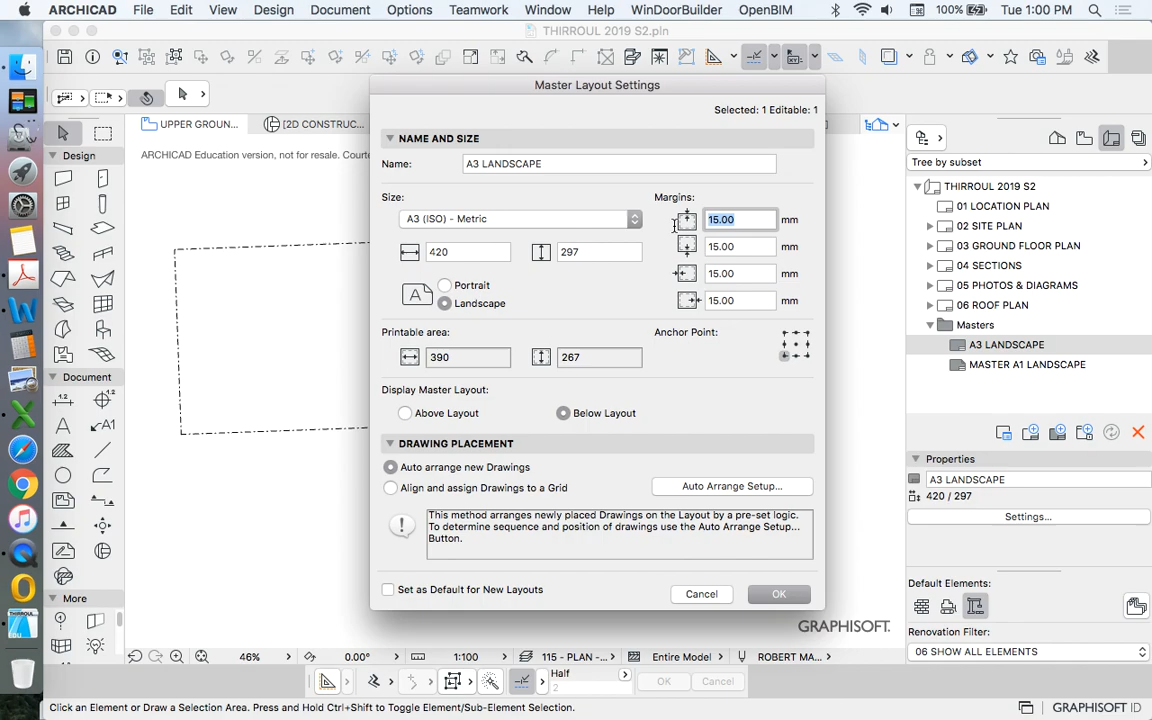 ARCHICAD File Edit View Design Document Options Teamwork Window Help WinDoorBuilder OpenBIM 100% Tue 1:00 PM
THIRROUL 2019 S2.pln
Master Layout Settings
Selected: 1 Editable: 1
UPPER GROUN... [2D CONSTRUC...
ARCHICAD Education version, not for resale. Courte
Design
Document
More
NAME AND SIZE
Name: A3 LANDSCAPE
Size: Margins:
A3 (ISO) - Metric 15.00 mm
420 297 15.00 mm
15.00 mm
Portrait
Landscape 15.00 mm
Printable area: Anchor Point:
390 267
Display Master Layout:
Above Layout Below Layout
DRAWING PLACEMENT
Auto arrange new Drawings
Align and assign Drawings to a Grid Auto Arrange Setup...
This method arranges newly placed Drawings on the Layout by a pre-set logic.
To determine sequence and position of drawings use the Auto Arrange Setup...
Button.
Set as Default for New Layouts Cancel OK
Tree by subset
THIRROUL 2019 S2
01 LOCATION PLAN
02 SITE PLAN
03 GROUND FLOOR PLAN
04 SECTIONS
05 PHOTOS & DIAGRAMS
06 ROOF PLAN
Masters
A3 LANDSCAPE
MASTER A1 LANDSCAPE
Properties
A3 LANDSCAPE
420 / 297
Settings...
Default Elements:
Renovation Filter:
06 SHOW ALL ELEMENTS
GRAPHISOFT.
46% 0.00° 1:100 115 - PLAN -... Entire Model ROBERT MA...
Half
2
OK Cancel
Click an Element or Draw a Selection Area. Press and Hold Ctrl+Shift to Toggle Element/Sub-Element Selection.
GRAPHISOFT ID